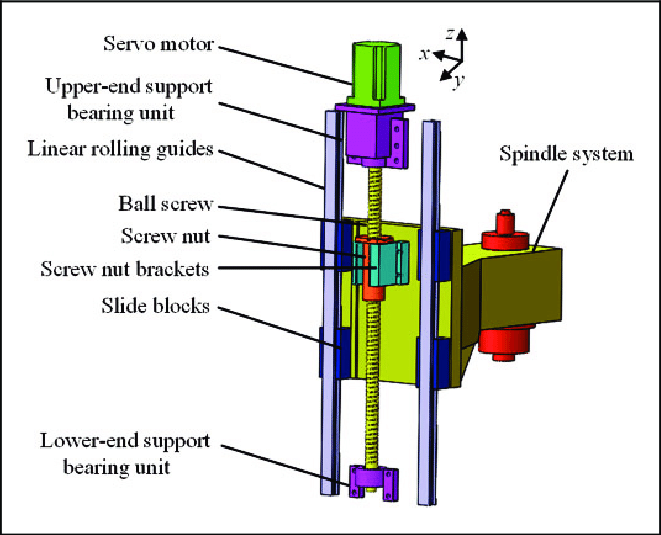 Servo motor
Upper-end support
bearing unit
Linear rolling guides
Ball screw
Screw nut
Screw nut brackets
Slide blocks
Lower-end support
bearing unit
z
x
y
Spindle system